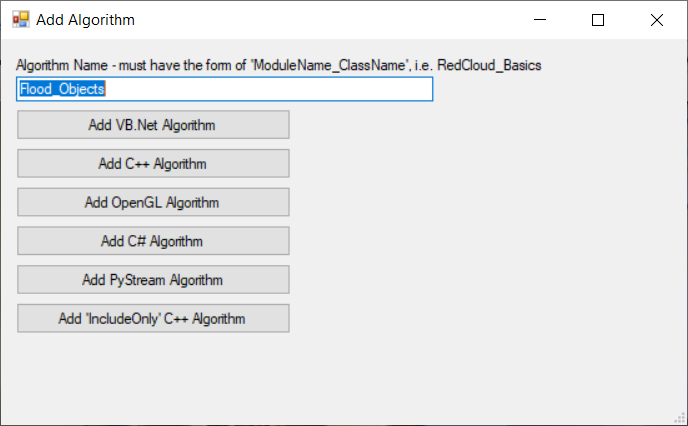 Add Algorithm
Algorithm Name - must have the form of 'ModuleName_ClassName', i.e. RedCloud_Basics
Flood_Objects
Add VB.Net Algorithm
Add C++ Algorithm
Add OpenGL Algorithm
Add C# Algorithm
Add PyStream Algorithm
Add 'IncludeOnly' C++ Algorithm